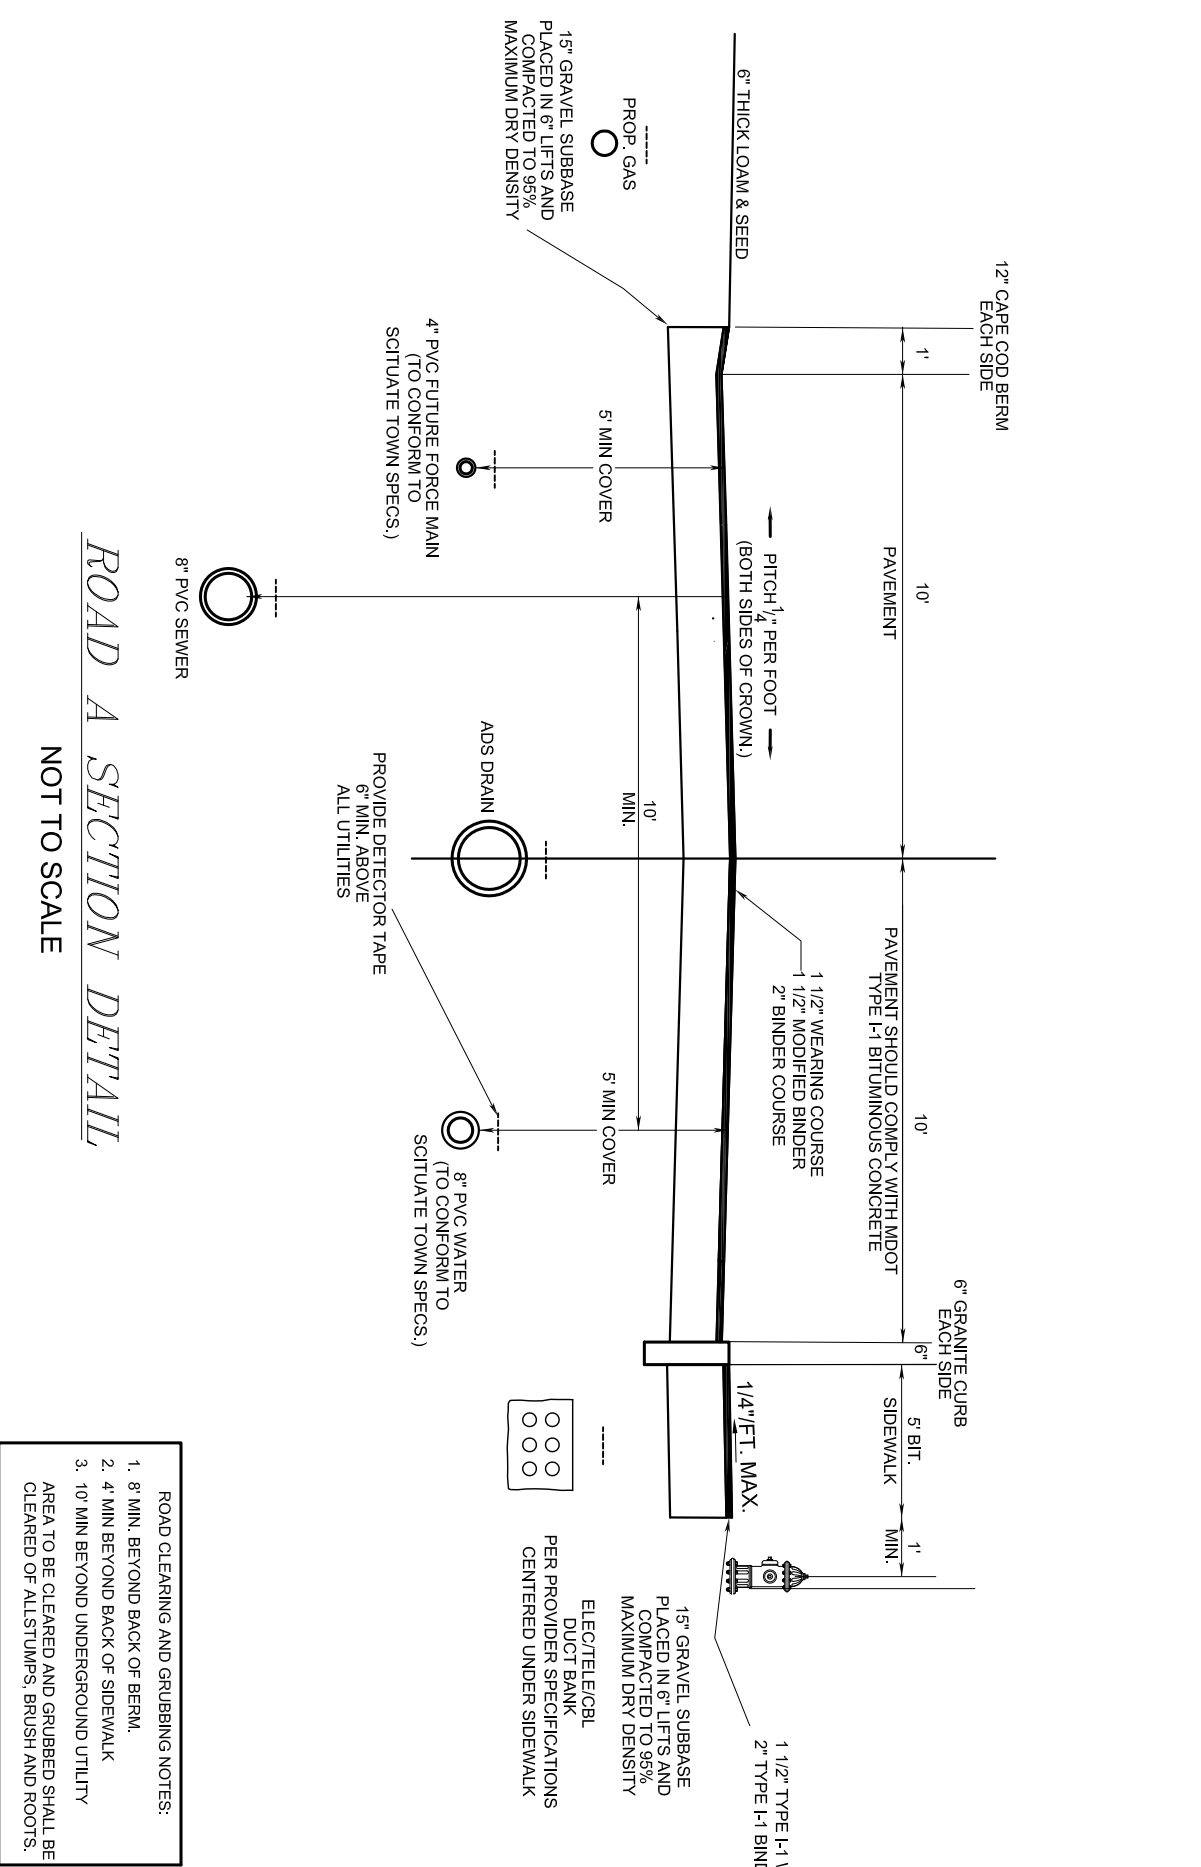 12" CAPE COD BERM
EACH SIDE
1'
10'
PAVEMENT
10'
PAVEMENT SHOULD COMPLY WITH MDOT
TYPE I-1 BITUMINOUS CONCRETE
6" GRANITE CURB
EACH SIDE
6"
5' BIT.
SIDEWALK
1'
MIN.
6" THICK LOAM & SEED
PITCH 1/4" PER FOOT
(BOTH SIDES OF CROWN.)
1 1/2" WEARING COURSE
1 1/2" MODIFIED BINDER
2" BINDER COURSE
1/4"/FT. MAX.
1 1/2" TYPE I-1
2" TYPE I-1
PROP. GAS
15" GRAVEL SUBBASE
PLACED IN 6" LIFTS AND
COMPACTED TO 95%
MAXIMUM DRY DENSITY
5' MIN COVER
10'
MIN.
5' MIN COVER
15" GRAVEL SUBBASE
PLACED IN 6" LIFTS AND
COMPACTED TO 95%
MAXIMUM DRY DENSITY
4" PVC FUTURE FORCE MAIN
(TO CONFORM TO
SCITUATE TOWN SPECS.)
ADS DRAIN
8" PVC WATER
(TO CONFORM TO
SCITUATE TOWN SPECS.)
ELEC/TELE/CBL
DUCT BANK
PER PROVIDER SPECIFICATIONS
CENTERED UNDER SIDEWALK
PROVIDE DETECTOR TAPE
6" MIN. ABOVE
ALL UTILITIES
8" PVC SEWER
ROAD A SECTION DETAIL
NOT TO SCALE
ROAD CLEARING AND GRUBBING NOTES:
1. 8' MIN. BEYOND BACK OF BERM.
2. 4' MIN BEYOND BACK OF SIDEWALK
3. 10' MIN BEYOND UNDERGROUND UTILITY
AREA TO BE CLEARED AND GRUBBED SHALL BE
CLEARED OF ALLSTUMPS, BRUSH AND ROOTS.